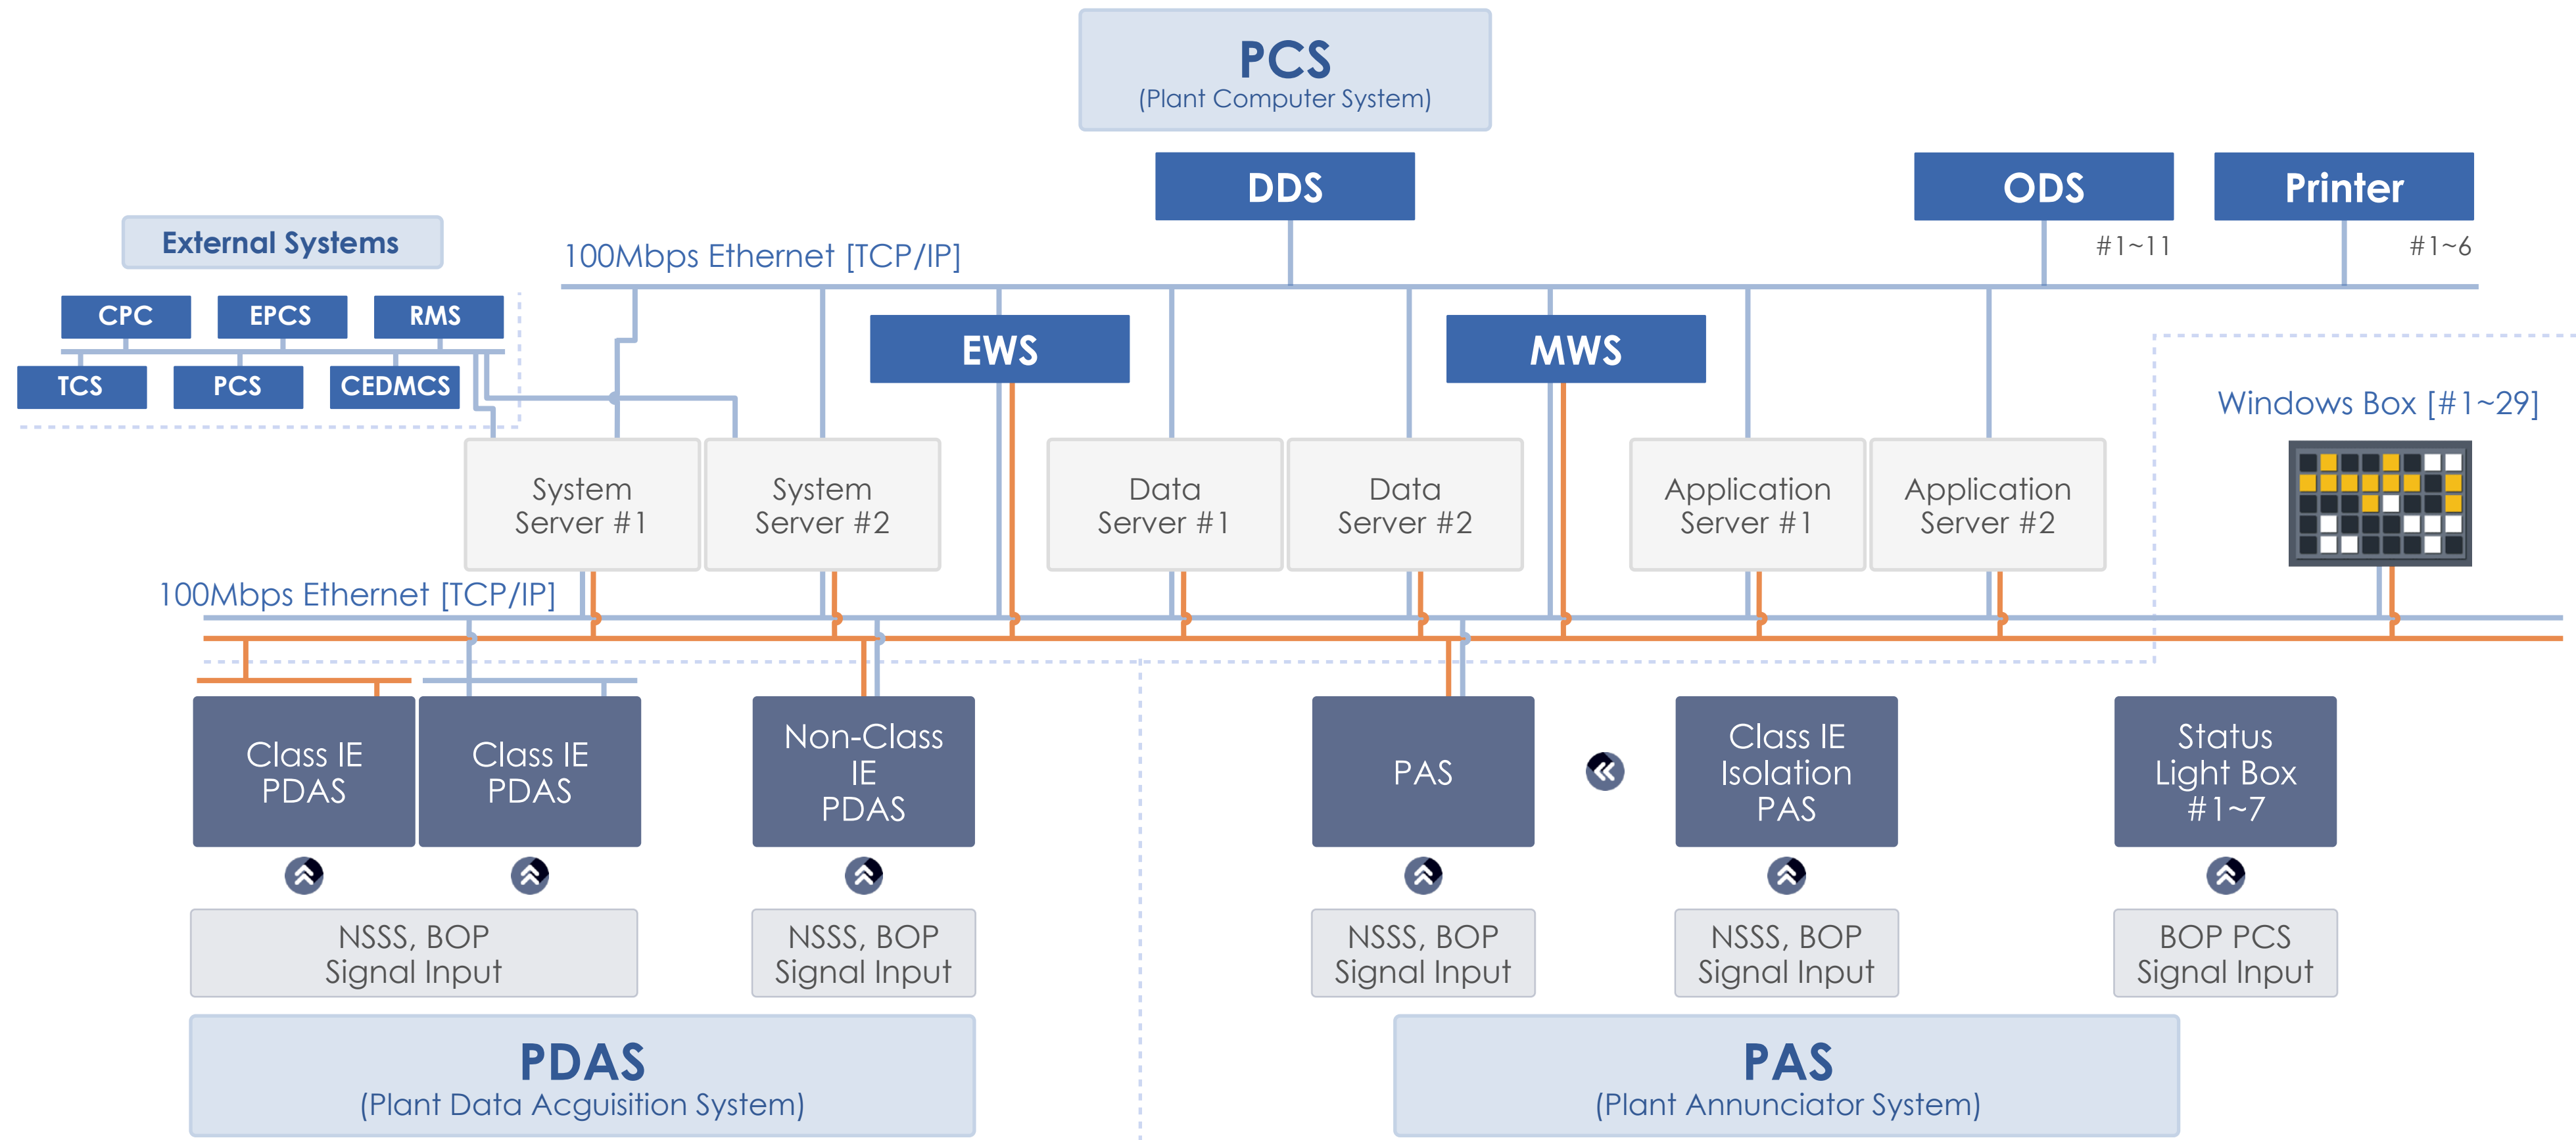 PCS
(Plant Computer System)
DDS
ODS
Printer
#1~11
#1~6
External Systems
100Mbps Ethernet [TCP/IP]
CPC
EPCS
RMS
TCS
PCS
CEDMCS
EWS
MWS
Windows Box [#1~29]
System
Server #1
System
Server #2
Data
Server #1
Data
Server #2
Application
Server #1
Application
Server #2
100Mbps Ethernet [TCP/IP]
Class IE
PDAS
Class IE
PDAS
Non-Class
IE
PDAS
PAS
Class IE
Isolation
PAS
Status
Light Box
#1~7
NSSS, BOP
Signal Input
NSSS, BOP
Signal Input
NSSS, BOP
Signal Input
NSSS, BOP
Signal Input
BOP PCS
Signal Input
PDAS
(Plant Data Acguisition System)
PAS
(Plant Annunciator System)